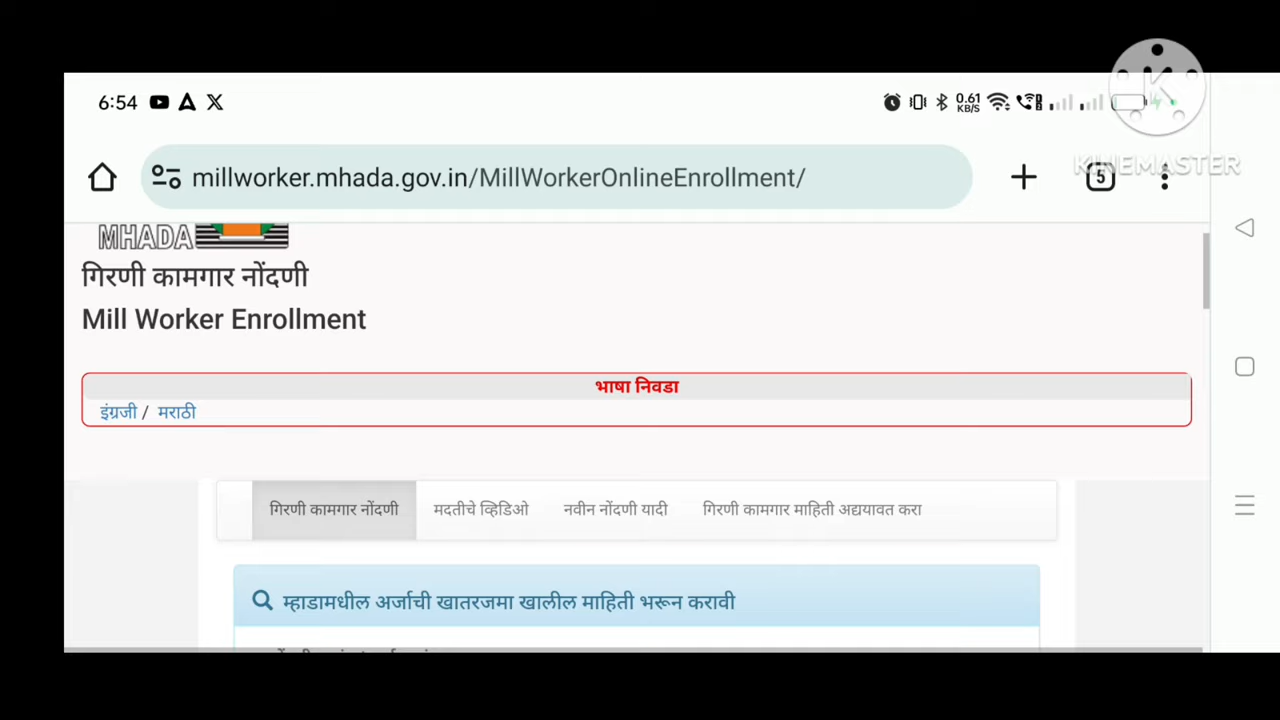 6:54
0.61
KB/S
KINEMASTER
millworker.mhada.gov.in/MillWorkerOnlineEnrollment/
5
MHADA
गिरणी कामगार नोंदणी
Mill Worker Enrollment
भाषा निवडा
इंग्रजी / मराठी
गिरणी कामगार नोंदणी मदतीचे व्हिडिओ नवीन नोंदणी यादी गिरणी कामगार माहिती अद्ययावत करा
म्हाडामधील अर्जाची खातरजमा खालील माहिती भरून करावी